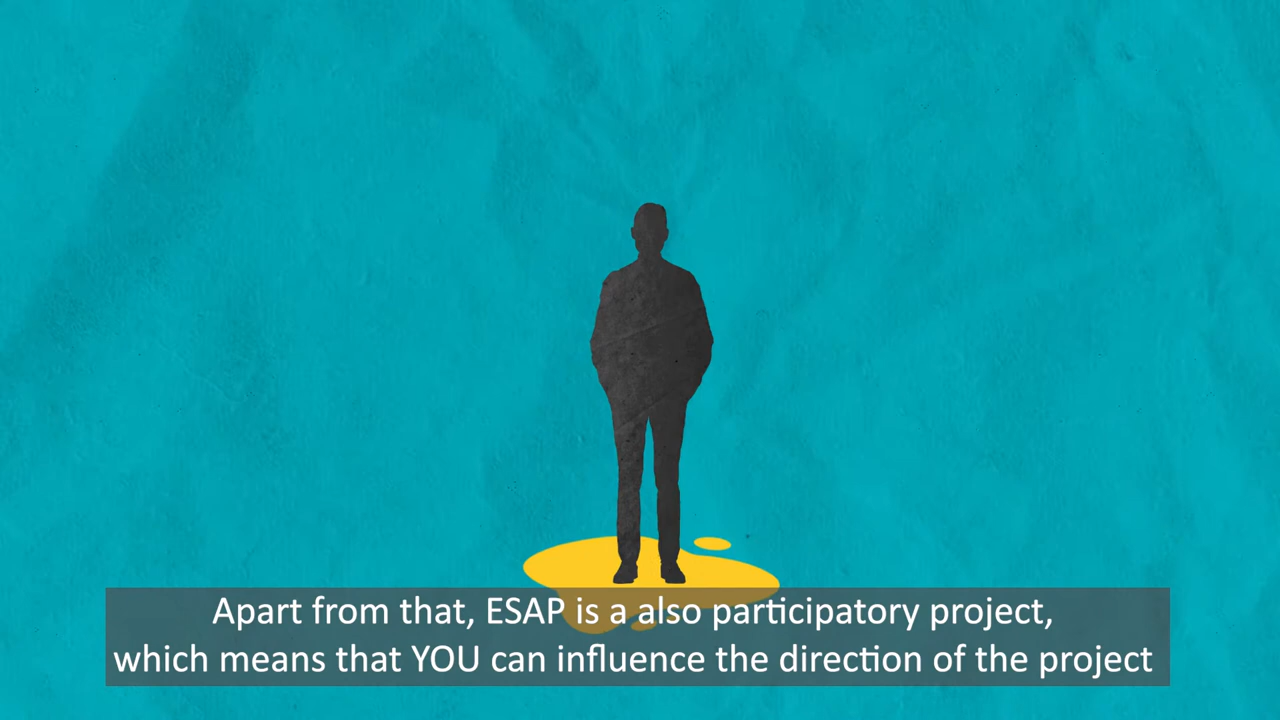 Apart from that, ESAP is a also participatory project,
which means that YOU can influence the direction of the project